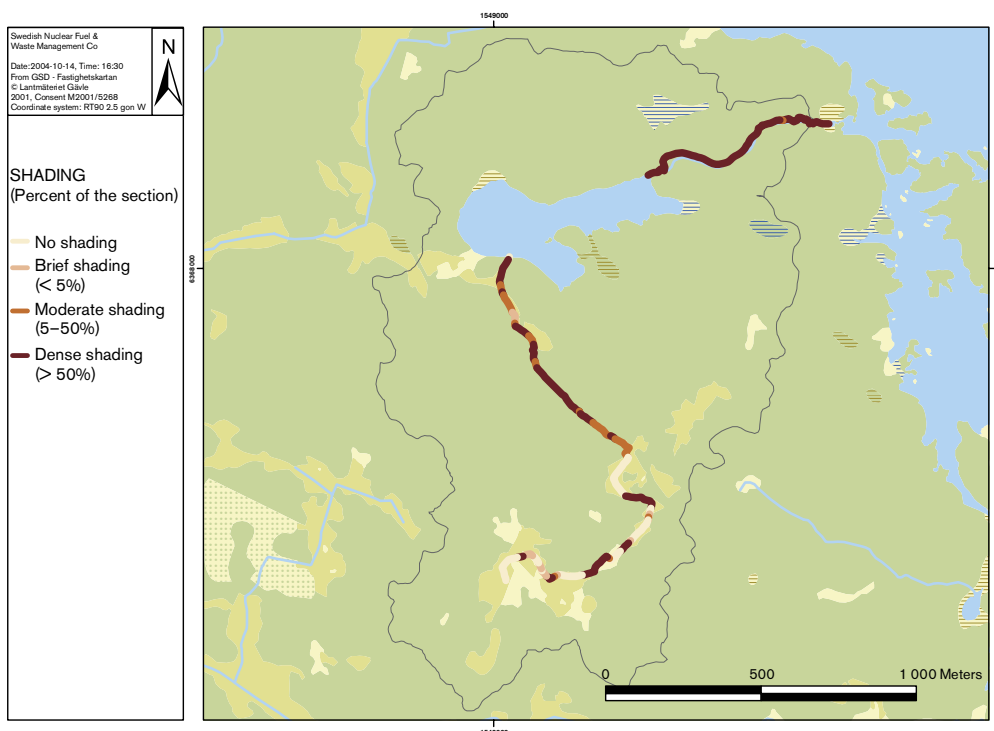 1549000
Swedish Nuclear Fuel &
Waste Management Co
N
Date:2004-10-14, Time: 16:30
From GSD - Fastighetskartan
© Lantmäteriet Gävle
2001, Consent M2001/5268
Coordinate system: RT90 2.5 gon W
SHADING
(Percent of the section)
No shading
Brief shading
(< 5%)
Moderate shading
(5–50%)
Dense shading
(> 50%)
6368000
0 500 1 000 Meters